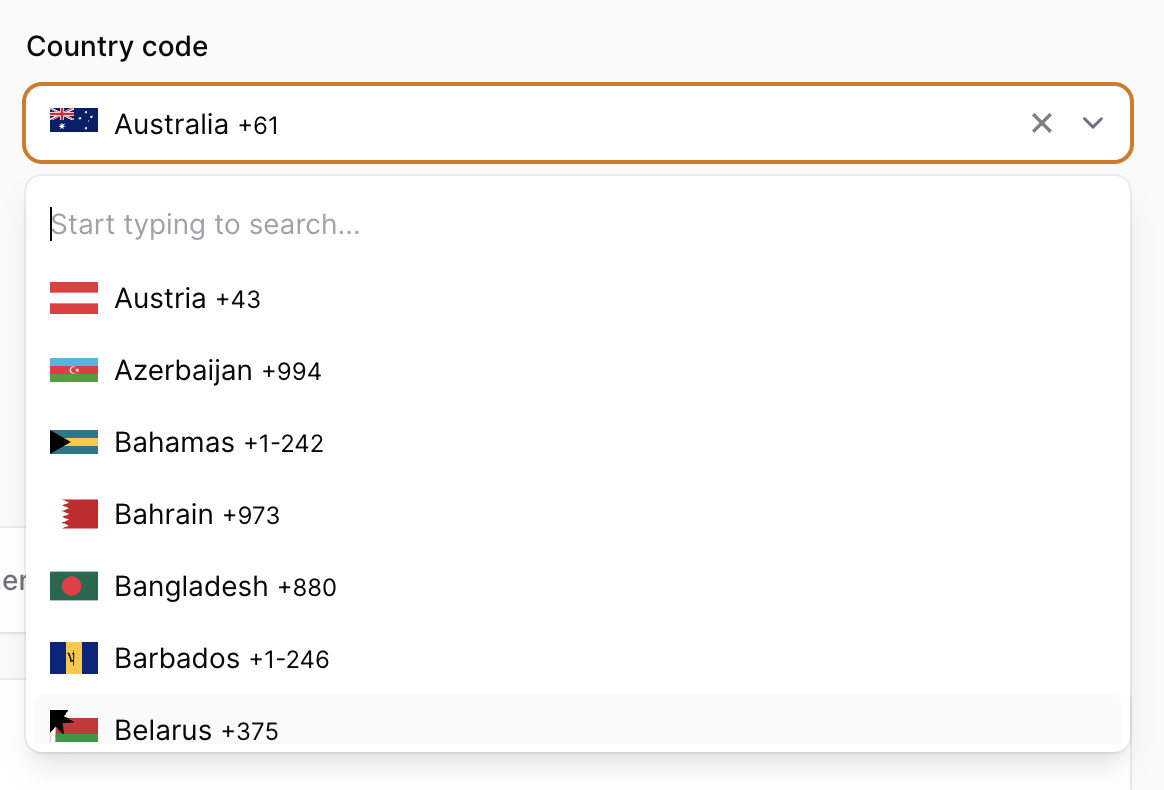 Country code
Australia +61
Start typing to search...
Austria +43
Azerbaijan +994
Bahamas +1-242
Bahrain +973
Bangladesh +880
Barbados +1-246
Belarus +375